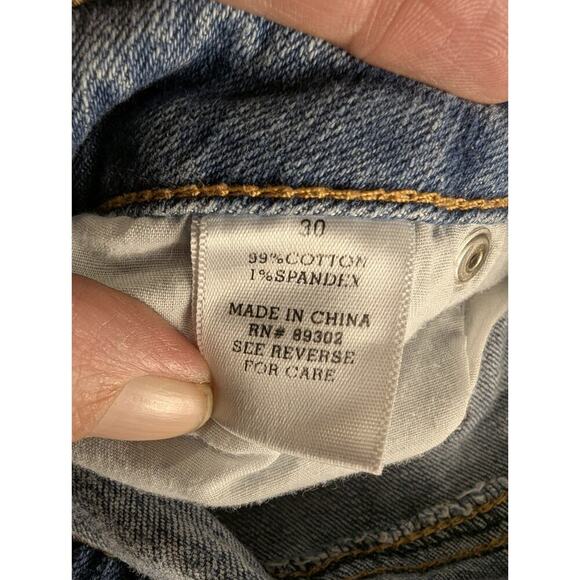 30
99%COTTON
1%SPANDEX
MADE IN CHINA
RN# 89302
SEE REVERSE
FOR CARE